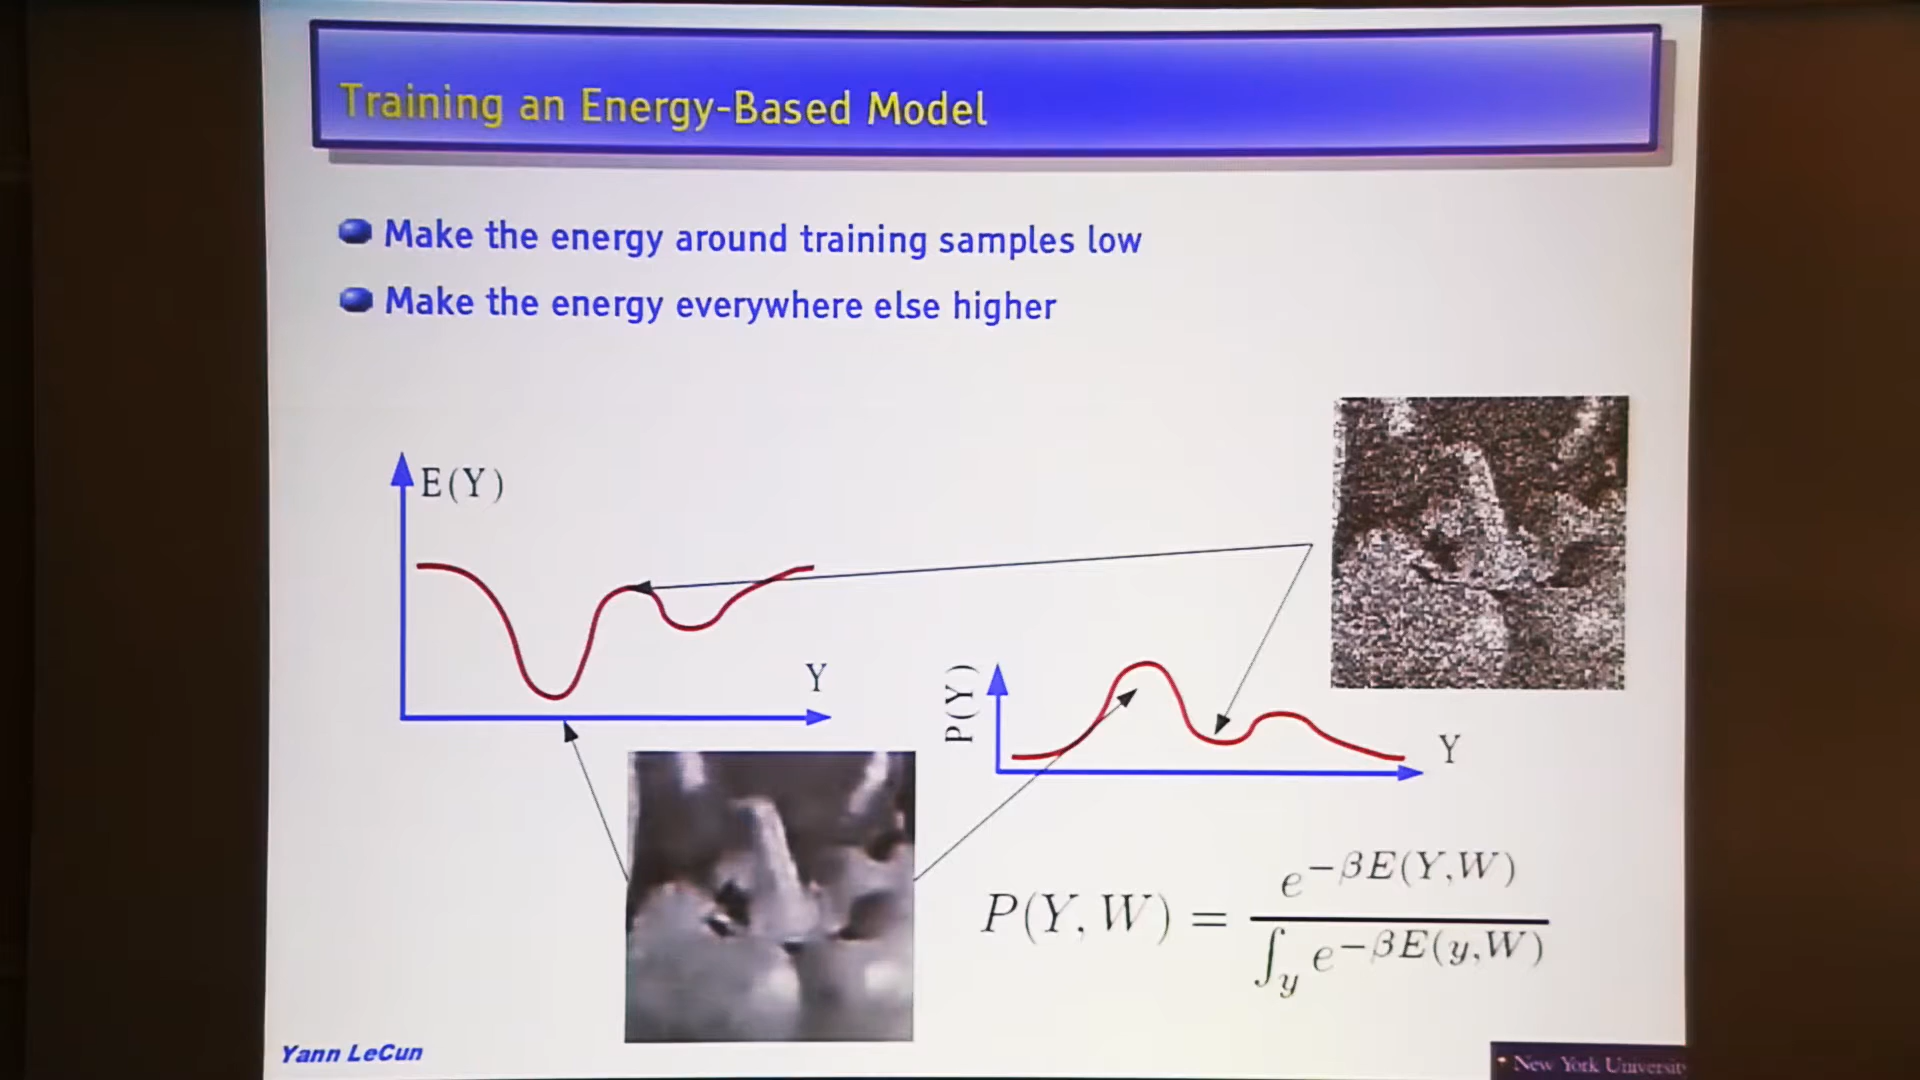 Training an Energy-Based Model
Make the energy around training samples low
Make the energy everywhere else higher
E(Y)
Y
P(Y)
Y
P(Y, W) = e^{-βE(Y,W)} / ∫_y e^{-βE(y,W)}
Yann LeCun
New York University